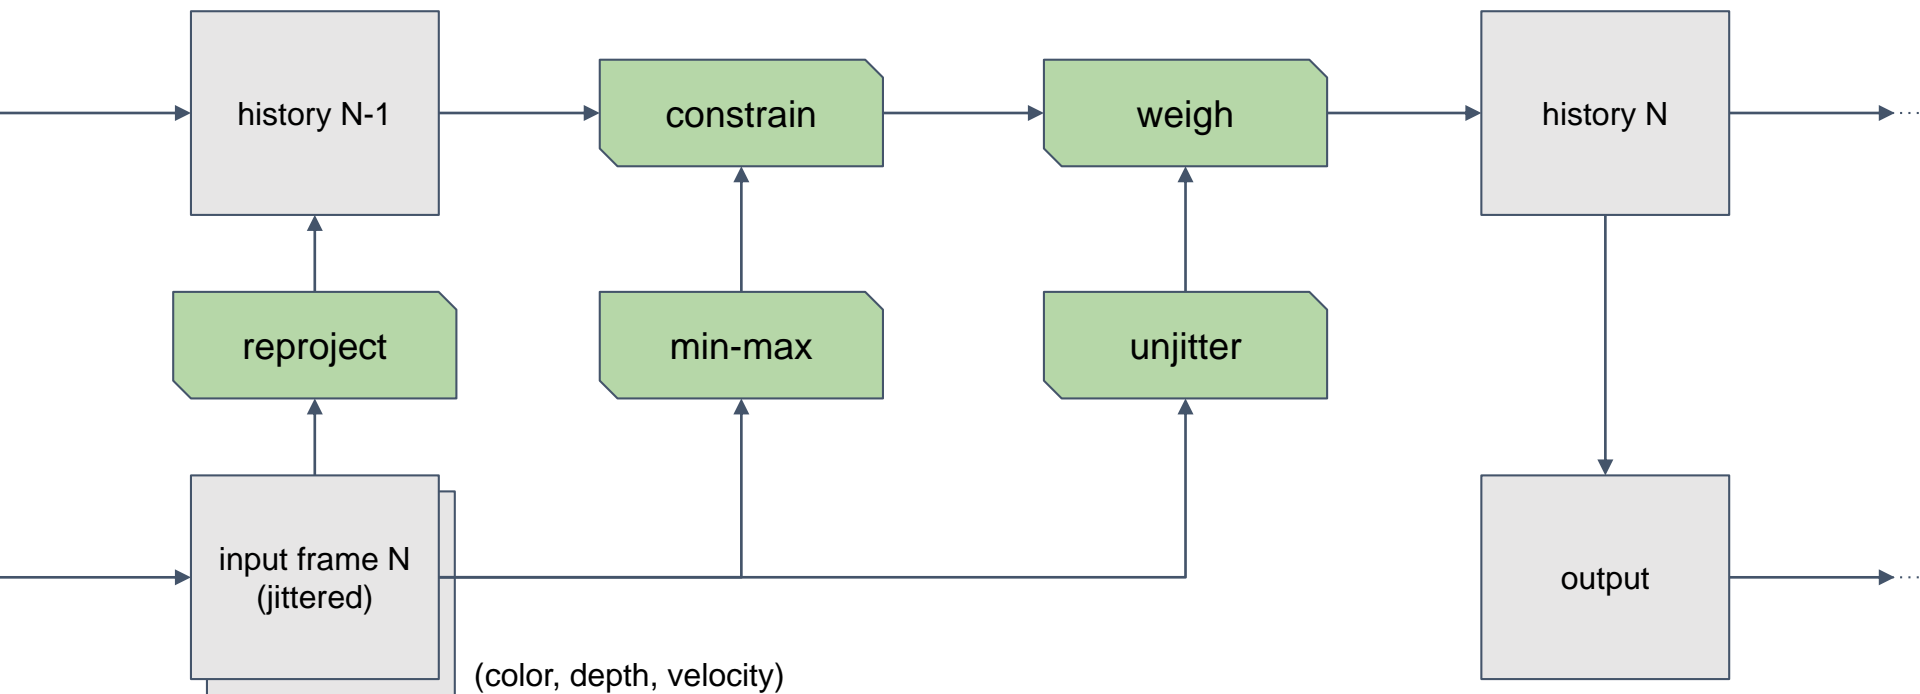 history N-1
constrain
weigh
history N
reproject
min-max
unjitter
input frame N
(jittered)
output
(color, depth, velocity)